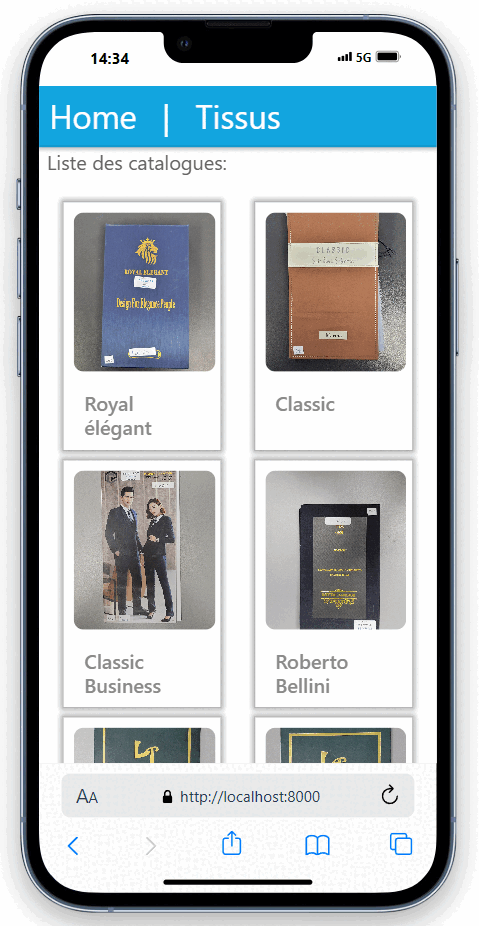 14:34
5G
Home | Tissus
Liste des catalogues:
ROYAL ELEGANT
Design For Elegance People
CLASSIC
Royal
élégant
Classic
Classic
Business
Roberto
Bellini
AA
http://localhost:8000